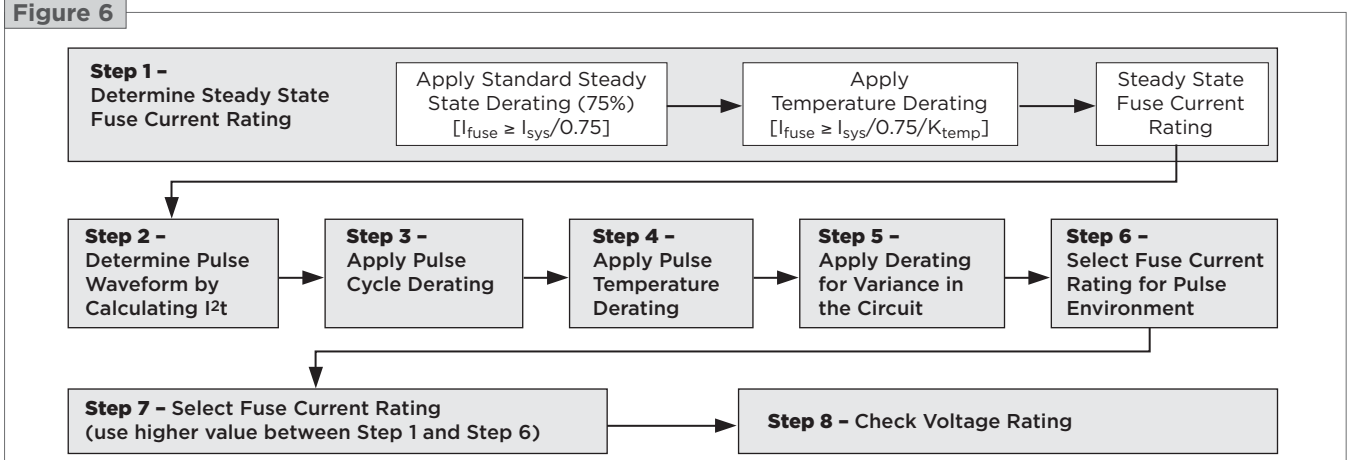 Figure 6
Step 1 –
Determine Steady State
Fuse Current Rating
Apply Standard Steady
State Derating (75%)
[Ifuse ≥ Isys/0.75]
Apply
Temperature Derating
[Ifuse ≥ Isys/0.75/Ktemp]
Steady State
Fuse Current
Rating
Step 2 –
Determine Pulse
Waveform by
Calculating I²t
Step 3 –
Apply Pulse
Cycle Derating
Step 4 –
Apply Pulse
Temperature
Derating
Step 5 –
Apply Derating
for Variance in
the Circuit
Step 6 –
Select Fuse Current
Rating for Pulse
Environment
Step 7 – Select Fuse Current Rating
(use higher value between Step 1 and Step 6)
Step 8 – Check Voltage Rating